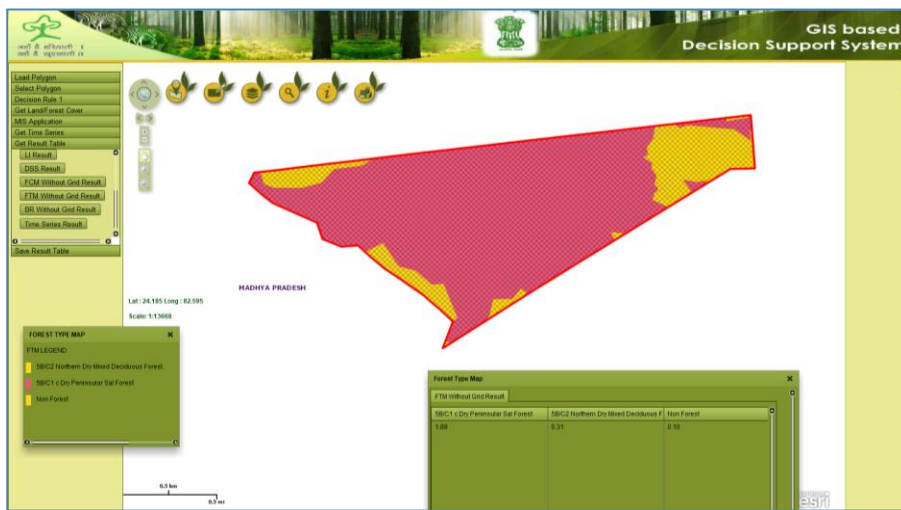 GIS based
Decision Support System
Load Polygon
Select Polygon
Decision Rule 1
Get Land/Forest Cover
MIS Application
Get Time Series
Get Result Table
LI Result
DSS Result
FCM Without Grid Result
FTM Without Grid Result
BR Without Grid Result
Time Series Result
Save Result Table
MADHYA PRADESH
Lat : 24.185 Long : 82.595
Scale: 1:13668
FOREST TYPE MAP
FTM LEGEND
5B/C2 Northern Dry Mixed Deciduous Forest
5B/C1 c Dry Peninsular Sal Forest
Non Forest
Forest Type Map
FTM Without Grid Result
5B/C1 c Dry Peninsular Sal Forest 5B/C2 Northern Dry Mixed Deciduous F Non Forest
1.89 0.31 0.10
0.5 km
0.5 mi
esri